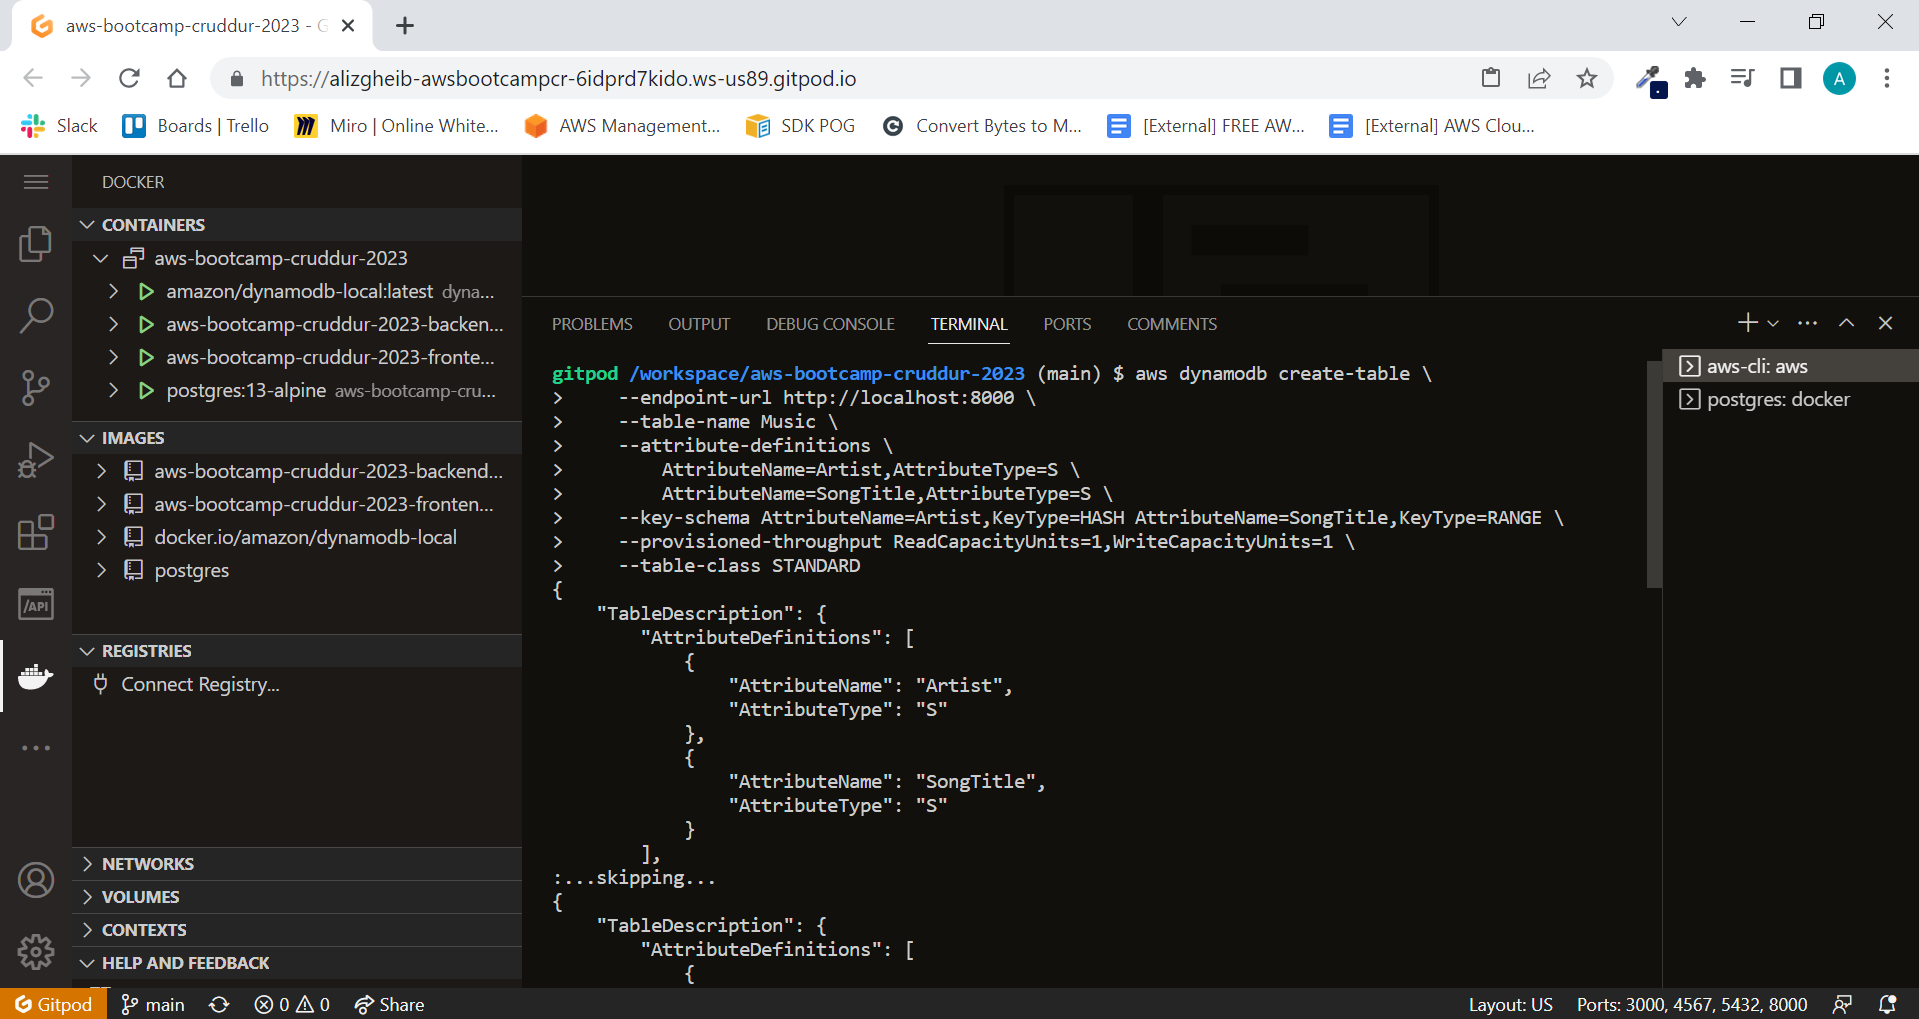 aws-bootcamp-cruddur-2023 - G
https://alizgheib-awsbootcampcr-6idprd7kido.ws-us89.gitpod.io
A
Slack
Boards | Trello
Miro | Online White...
AWS Management...
SDK POG
Convert Bytes to M...
[External] FREE AW...
[External] AWS Clou...
DOCKER
CONTAINERS
aws-bootcamp-cruddur-2023
amazon/dynamodb-local:latest dyna...
aws-bootcamp-cruddur-2023-backen...
aws-bootcamp-cruddur-2023-fronte...
postgres:13-alpine aws-bootcamp-cru...
IMAGES
aws-bootcamp-cruddur-2023-backend...
aws-bootcamp-cruddur-2023-fronten...
docker.io/amazon/dynamodb-local
postgres
/API
REGISTRIES
Connect Registry...
NETWORKS
VOLUMES
CONTEXTS
HELP AND FEEDBACK
PROBLEMS
OUTPUT
DEBUG CONSOLE
TERMINAL
PORTS
COMMENTS
gitpod /workspace/aws-bootcamp-cruddur-2023 (main) $ aws dynamodb create-table \
>     --endpoint-url http://localhost:8000 \
>     --table-name Music \
>     --attribute-definitions \
>         AttributeName=Artist,AttributeType=S \
>         AttributeName=SongTitle,AttributeType=S \
>     --key-schema AttributeName=Artist,KeyType=HASH AttributeName=SongTitle,KeyType=RANGE \
>     --provisioned-throughput ReadCapacityUnits=1,WriteCapacityUnits=1 \
>     --table-class STANDARD
{
    "TableDescription": {
        "AttributeDefinitions": [
            {
                "AttributeName": "Artist",
                "AttributeType": "S"
            },
            {
                "AttributeName": "SongTitle",
                "AttributeType": "S"
            }
        ],
:...skipping...
{
    "TableDescription": {
        "AttributeDefinitions": [
            {
aws-cli: aws
postgres: docker
Gitpod
main
0
0
Share
Layout: US
Ports: 3000, 4567, 5432, 8000